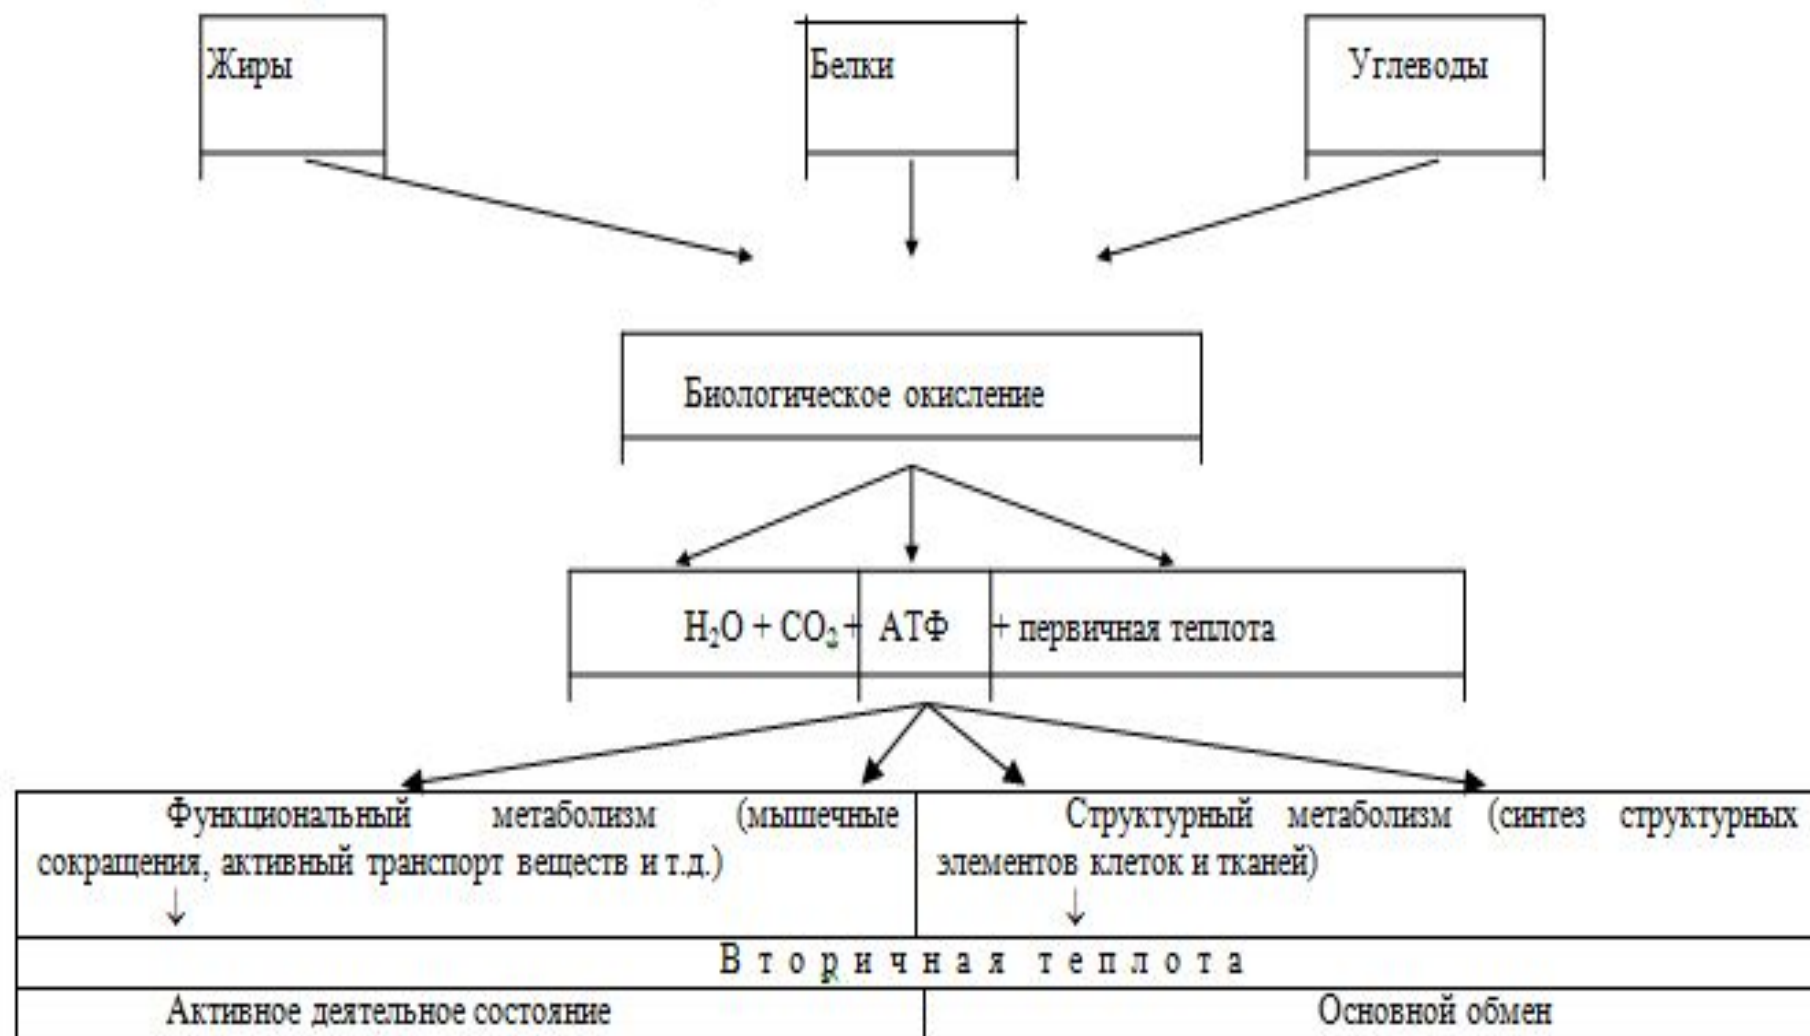 Жиры
Белки
Углеводы
Биологическое окисление
H₂O + CO₂ + АТФ + первичная теплота
Функциональный метаболизм (мышечные
сокращения, активный транспорт веществ и т.д.)
↓
Структурный метаболизм (синтез структурных
элементов клеток и тканей)
↓
Вторичная теплота
Активное деятельное состояние
Основной обмен